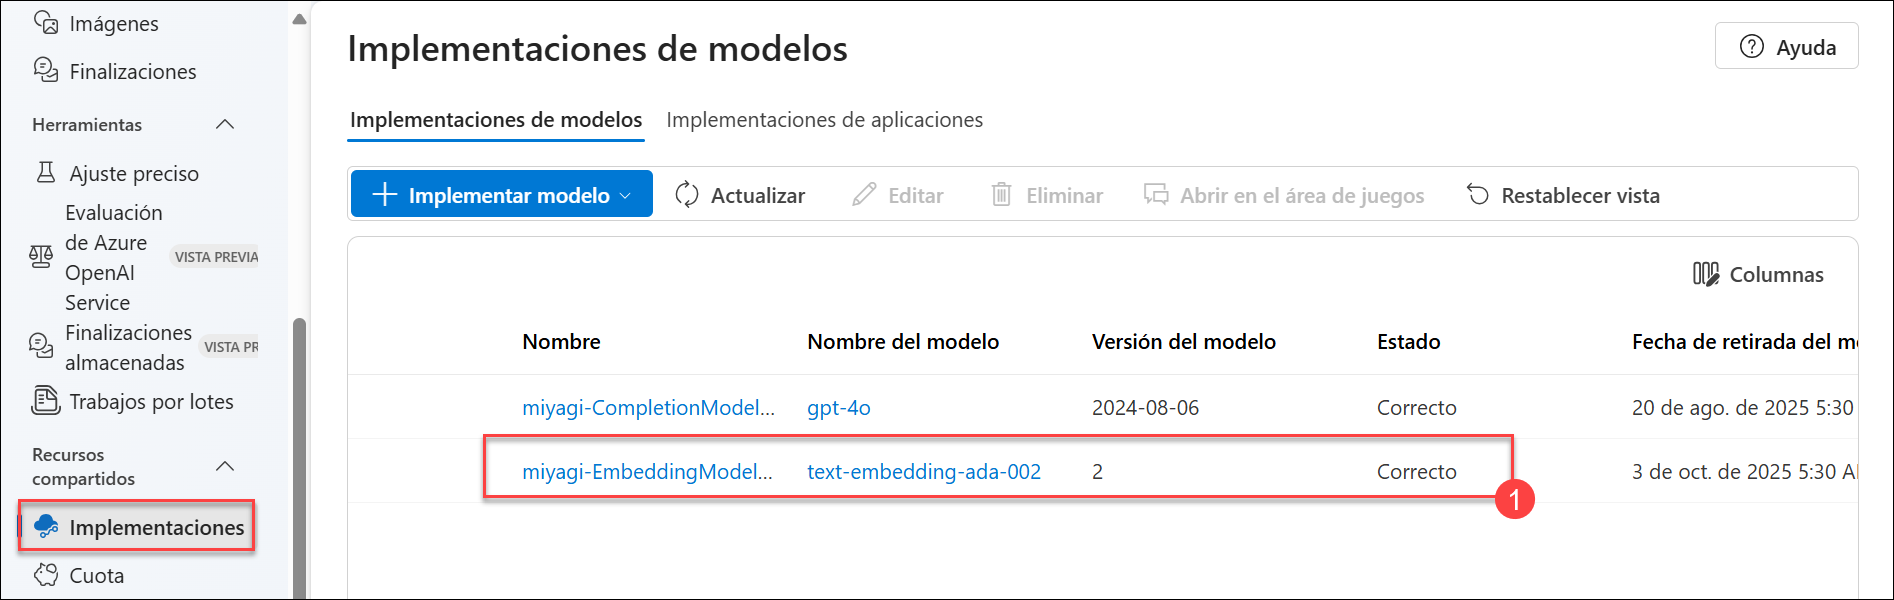 Imágenes
Finalizaciones
Herramientas
Ajuste preciso
Evaluación
de Azure
OpenAI
Service
VISTA PREVIA
Finalizaciones
almacenadas
VISTA PR
Trabajos por lotes
Recursos
compartidos
Implementaciones
Cuota
Implementaciones de modelos
Ayuda
Implementaciones de modelos Implementaciones de aplicaciones
Implementar modelo Actualizar Editar Eliminar Abrir en el área de juegos Restablecer vista
Columnas
Nombre Nombre del modelo Versión del modelo Estado Fecha de retirada del m
miyagi-CompletionModel... gpt-4o 2024-08-06 Correcto 20 de ago. de 2025 5:30
miyagi-EmbeddingModel... text-embedding-ada-002 2 Correcto 3 de oct. de 2025 5:30 A
1